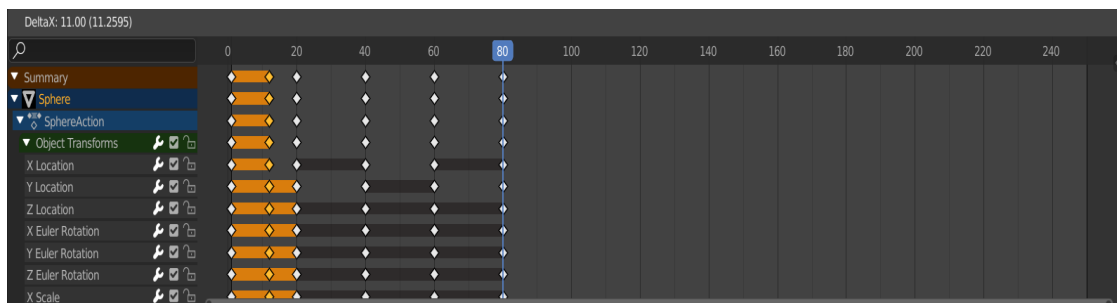 DeltaX: 11.00 (11.2595)
0 20 40 60 80 100 120 140 160 180 200 220 240
Summary
Sphere
SphereAction
Object Transforms
X Location
Y Location
Z Location
X Euler Rotation
Y Euler Rotation
Z Euler Rotation
X Scale